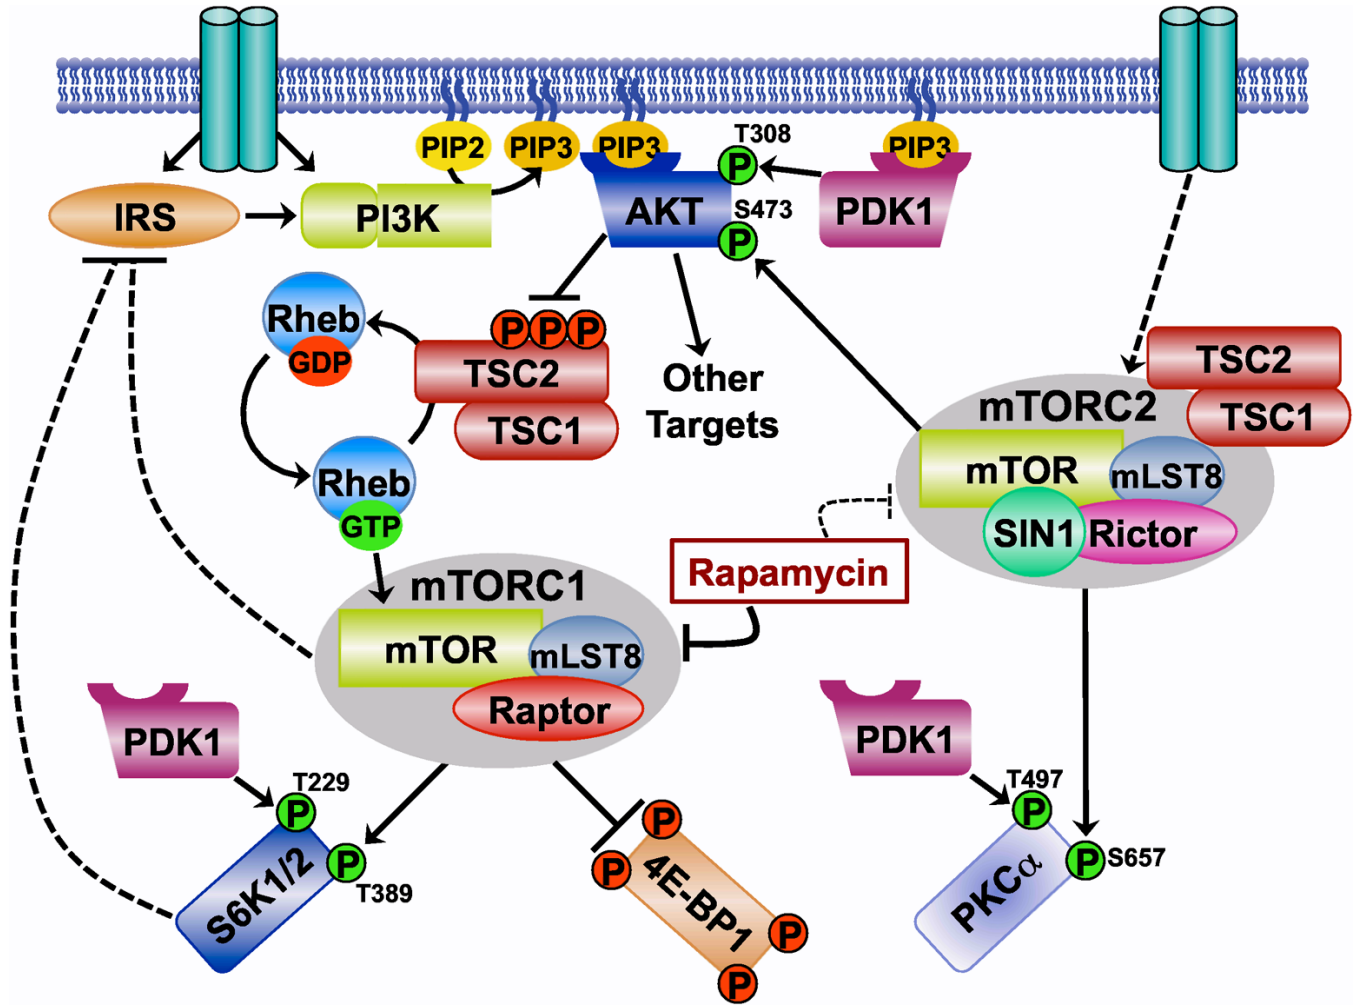 PIP2
PIP3
PIP3
T308
P
PIP3
IRS
PI3K
AKT
S473
P
PDK1
Rheb
GDP
P P P
TSC2
TSC1
Other
Targets
TSC2
TSC1
mTORC2
mTOR
mLST8
SIN1
Rictor
Rheb
GTP
Rapamycin
mTORC1
mTOR
mLST8
Raptor
PDK1
T229
P
P
T389
S6K1/2
P
P
4E-BP1
P
P
PDK1
T497
P
P
S657
PKCα